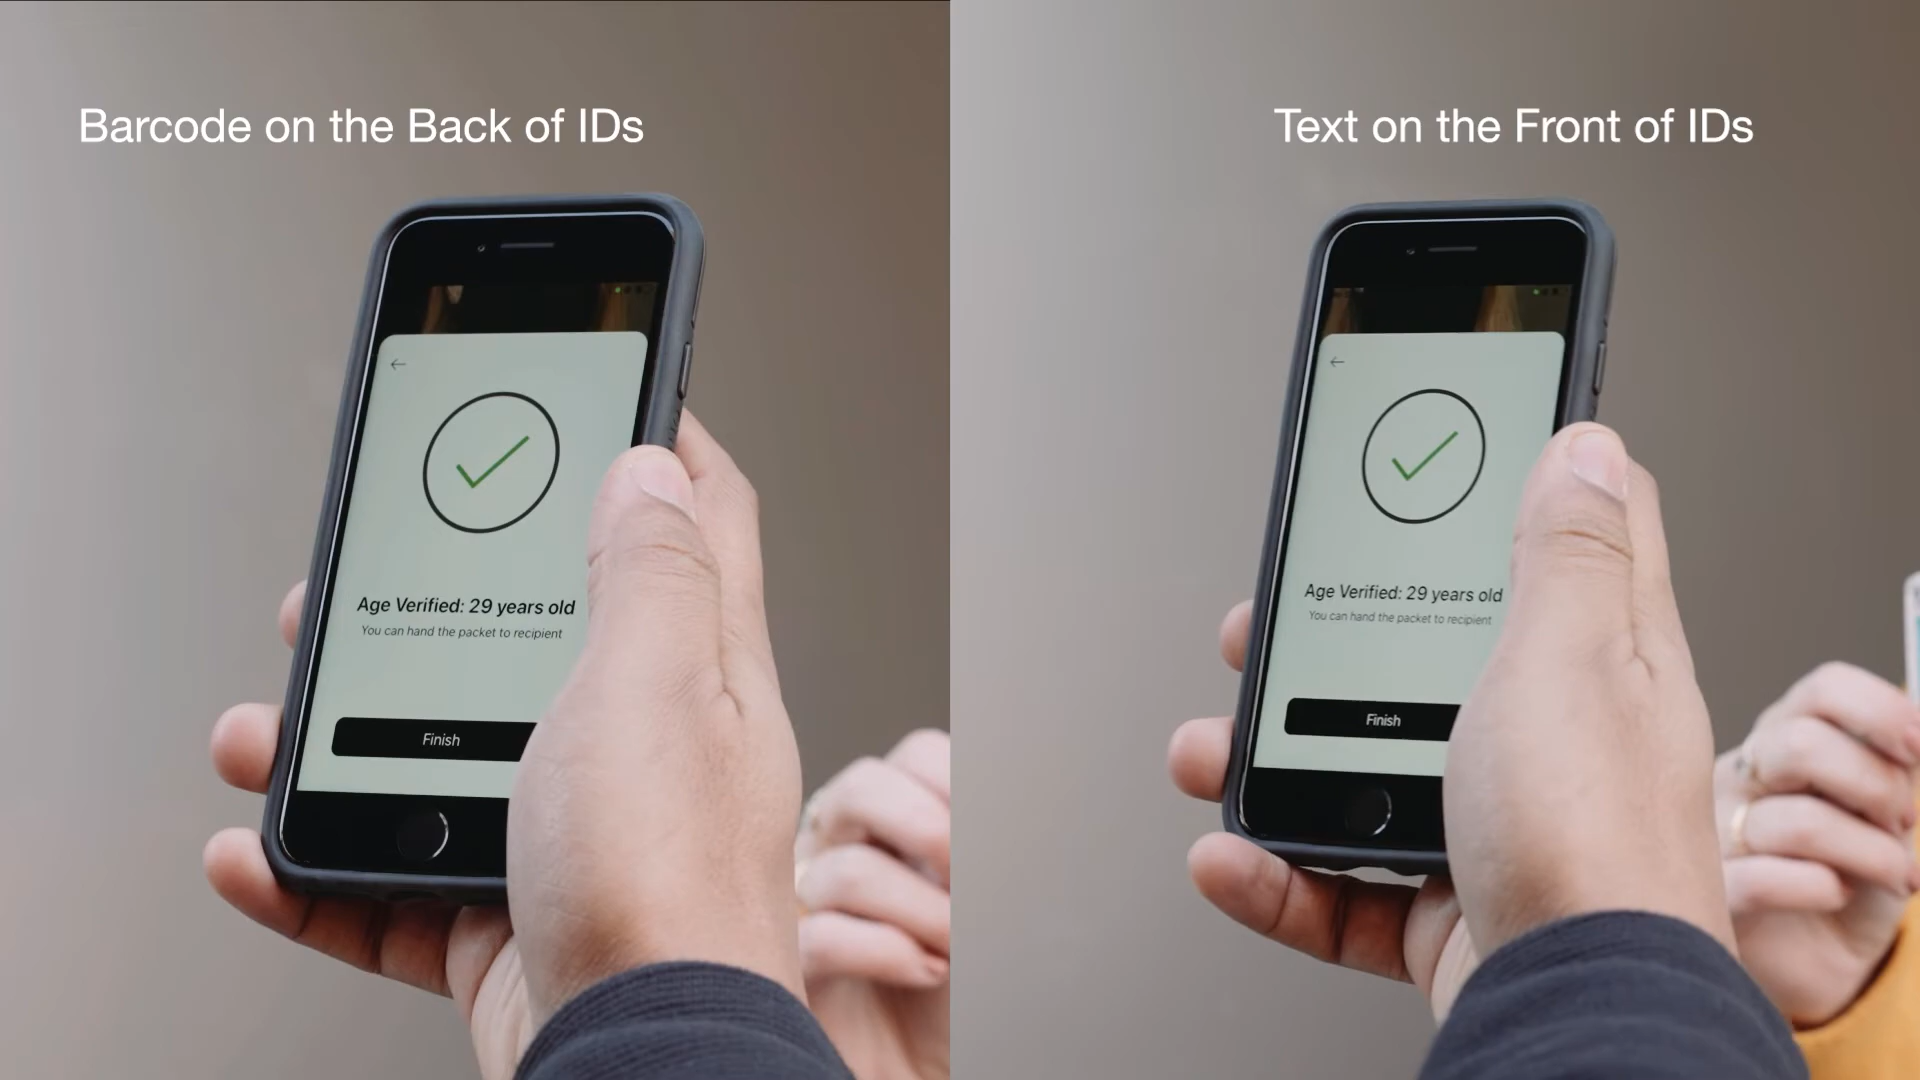 Barcode on the Back of IDs
Age Verified: 29 years old
You can hand the packet to recipient
Finish
Text on the Front of IDs
Age Verified: 29 years old
You can hand the packet to recipient
Finish